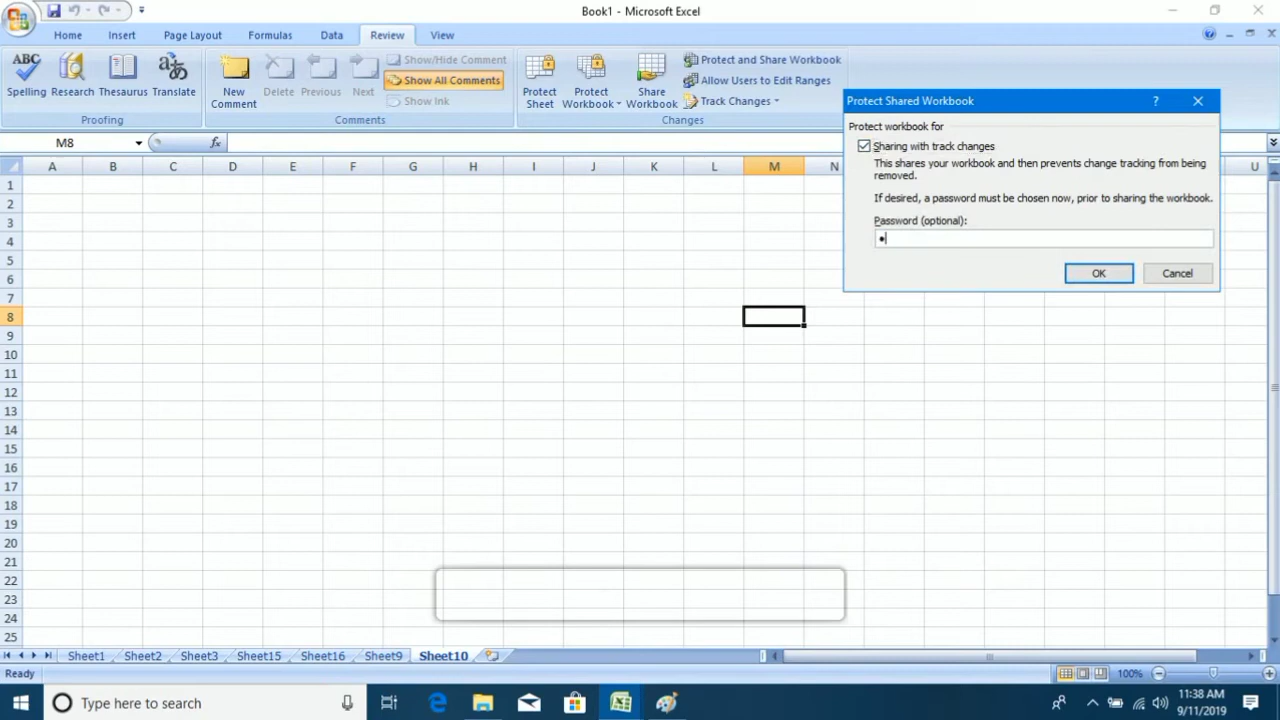 Book1 - Microsoft Excel
Home Insert Page Layout Formulas Data Review View
ABC
Spelling Research Thesaurus Translate
Proofing
New Comment Delete Previous Next
Show/Hide Comment
Show All Comments
Show Ink
Comments
Protect Sheet Protect Workbook Share Workbook
Protect and Share Workbook
Allow Users to Edit Ranges
Track Changes
Changes
M8 fx
A B C D E F G H I J K L M N U
1
2
3
4
5
6
7
8
9
10
11
12
13
14
15
16
17
18
19
20
21
22
23
24
25
Protect Shared Workbook ?
Protect workbook for
Sharing with track changes
This shares your workbook and then prevents change tracking from being
removed.
If desired, a password must be chosen now, prior to sharing the workbook.
Password (optional):
OK Cancel
Sheet1 Sheet2 Sheet3 Sheet15 Sheet16 Sheet9 Sheet10
Ready 100%
Type here to search
11:38 AM
9/11/2019